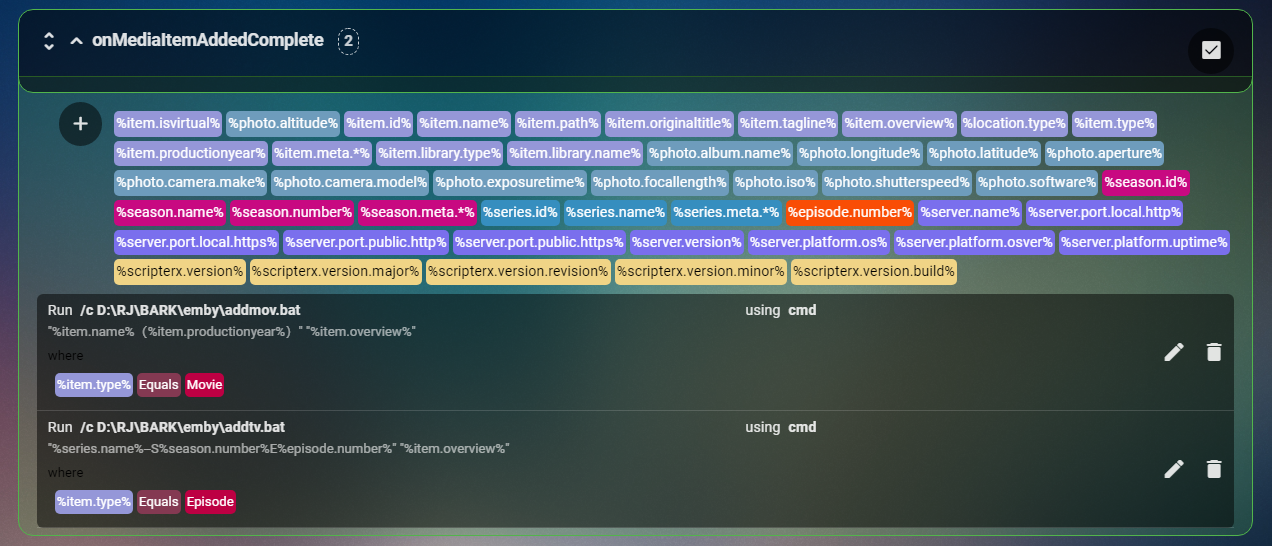 onMediaItemAddedComplete 2
%item.isvirtual% %photo.altitude% %item.id% %item.name% %item.path% %item.originaltitle% %item.tagline% %item.overview% %location.type% %item.type%
%item.productionyear% %item.meta.*% %item.library.type% %item.library.name% %photo.album.name% %photo.longitude% %photo.latitude% %photo.aperture%
%photo.camera.make% %photo.camera.model% %photo.exposuretime% %photo.focallength% %photo.iso% %photo.shutterspeed% %photo.software% %season.id%
%season.name% %season.number% %season.meta.*% %series.id% %series.name% %series.meta.*% %episode.number% %server.name% %server.port.local.http%
%server.port.local.https% %server.port.public.http% %server.port.public.https% %server.version% %server.platform.os% %server.platform.osver% %server.platform.uptime%
%scripterx.version% %scripterx.version.major% %scripterx.version.revision% %scripterx.version.minor% %scripterx.version.build%
Run /c D:\RJ\BARK\emby\addmov.bat using cmd
"%item.name%（%item.productionyear%）" "%item.overview%"
where
%item.type% Equals Movie
Run /c D:\RJ\BARK\emby\addtv.bat using cmd
"%series.name%–S%season.number%E%episode.number%" "%item.overview%"
where
%item.type% Equals Episode